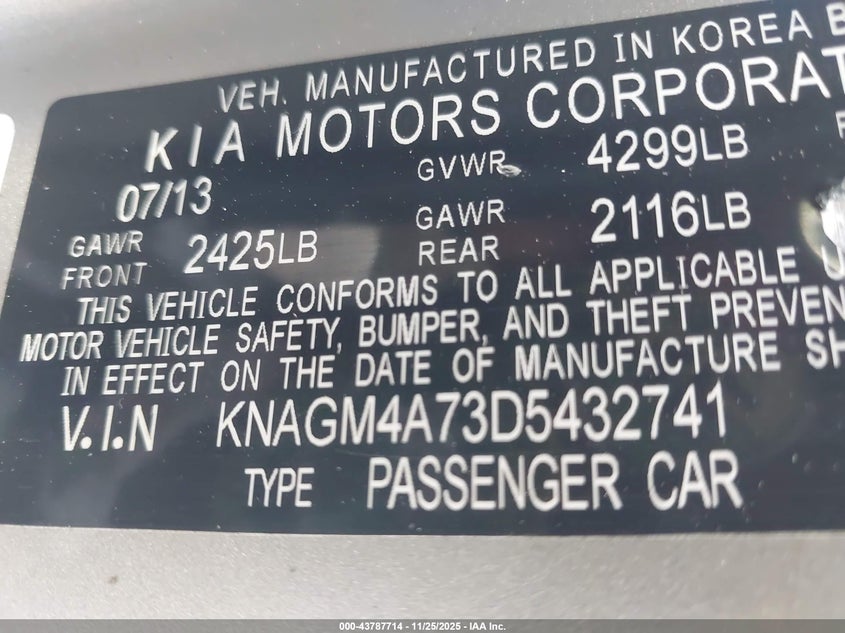 VEH. MANUFACTURED IN KOREA B
KIA MOTORS CORPORAT
07/13 GVWR 4299LB
GAWR FRONT 2425LB GAWR REAR 2116LB
THIS VEHICLE CONFORMS TO ALL APPLICABLE U
MOTOR VEHICLE SAFETY, BUMPER, AND THEFT PREVEN
IN EFFECT ON THE DATE OF MANUFACTURE SH
V.I.N KNAGM4A73D5432741
TYPE PASSENGER CAR
000-43787714 - 11/25/2025 - IAA Inc.